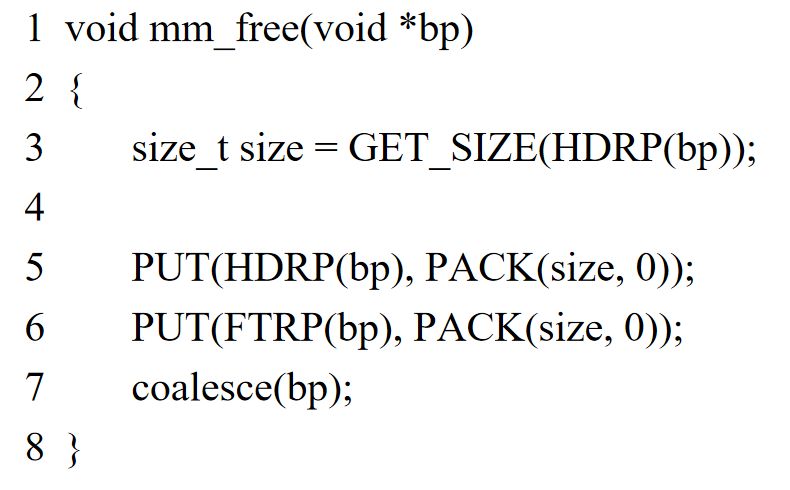 1 void mm_free(void *bp)
2 {
3 size_t size = GET_SIZE(HDRP(bp));
4
5 PUT(HDRP(bp), PACK(size, 0));
6 PUT(FTRP(bp), PACK(size, 0));
7 coalesce(bp);
8 }